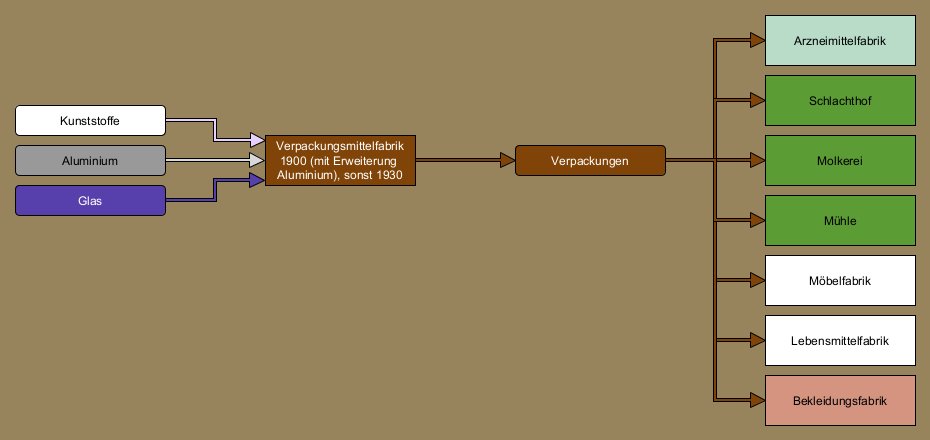 Kunststoffe
Aluminium
Glas
Verpackungsmittelfabrik
1900 (mit Erweiterung
Aluminium), sonst 1930
Verpackungen
Arzneimittelfabrik
Schlachthof
Molkerei
Mühle
Möbelfabrik
Lebensmittelfabrik
Bekleidungsfabrik